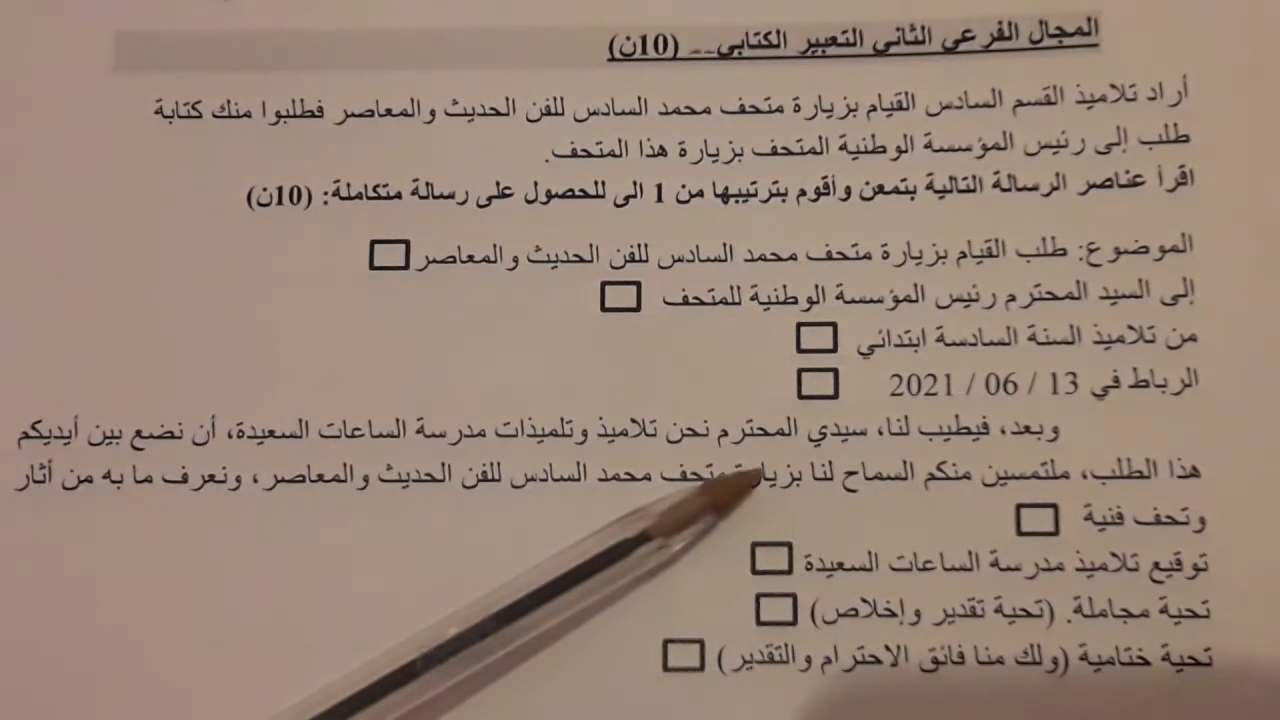 المجال الفرعي الثاني التعبير الكتابي... (10ن)
أراد تلاميذ القسم السادس القيام بزيارة متحف محمد السادس للفن الحديث والمعاصر فطلبوا منك كتابة
طلب إلى رئيس المؤسسة الوطنية المتحف بزيارة هذا المتحف.
اقرأ عناصر الرسالة التالية بتمعن وأقوم بترتيبها من 1 الى للحصول على رسالة متكاملة: (10ن)
الموضوع: طلب القيام بزيارة متحف محمد السادس للفن الحديث والمعاصر
إلى السيد المحترم رئيس المؤسسة الوطنية للمتحف
من تلاميذ السنة السادسة ابتدائي
الرباط في 13 / 06 / 2021
وبعد، فيطيب لنا، سيدي المحترم نحن تلاميذ وتلميذات مدرسة الساعات السعيدة، أن نضع بين أيديكم
هذا الطلب، ملتمسين منكم السماح لنا بزيارة متحف محمد السادس للفن الحديث والمعاصر، ونعرف ما به من أثار
وتحف فنية
توقيع تلاميذ مدرسة الساعات السعيدة
تحية مجاملة. (تحية تقدير وإخلاص)
تحية ختامية (ولك منا فائق الاحترام والتقدير)